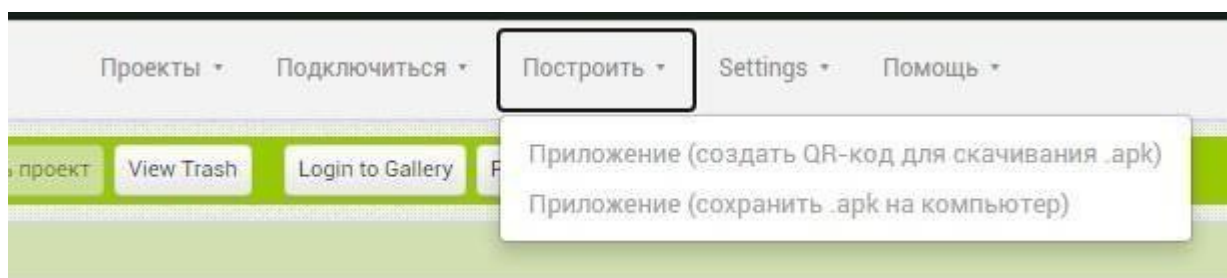 Проекты Подключиться Построить Settings Помощь
проект View Trash Login to Gallery
Приложение (создать QR-код для скачивания .apk)
Приложение (сохранить .apk на компьютер)